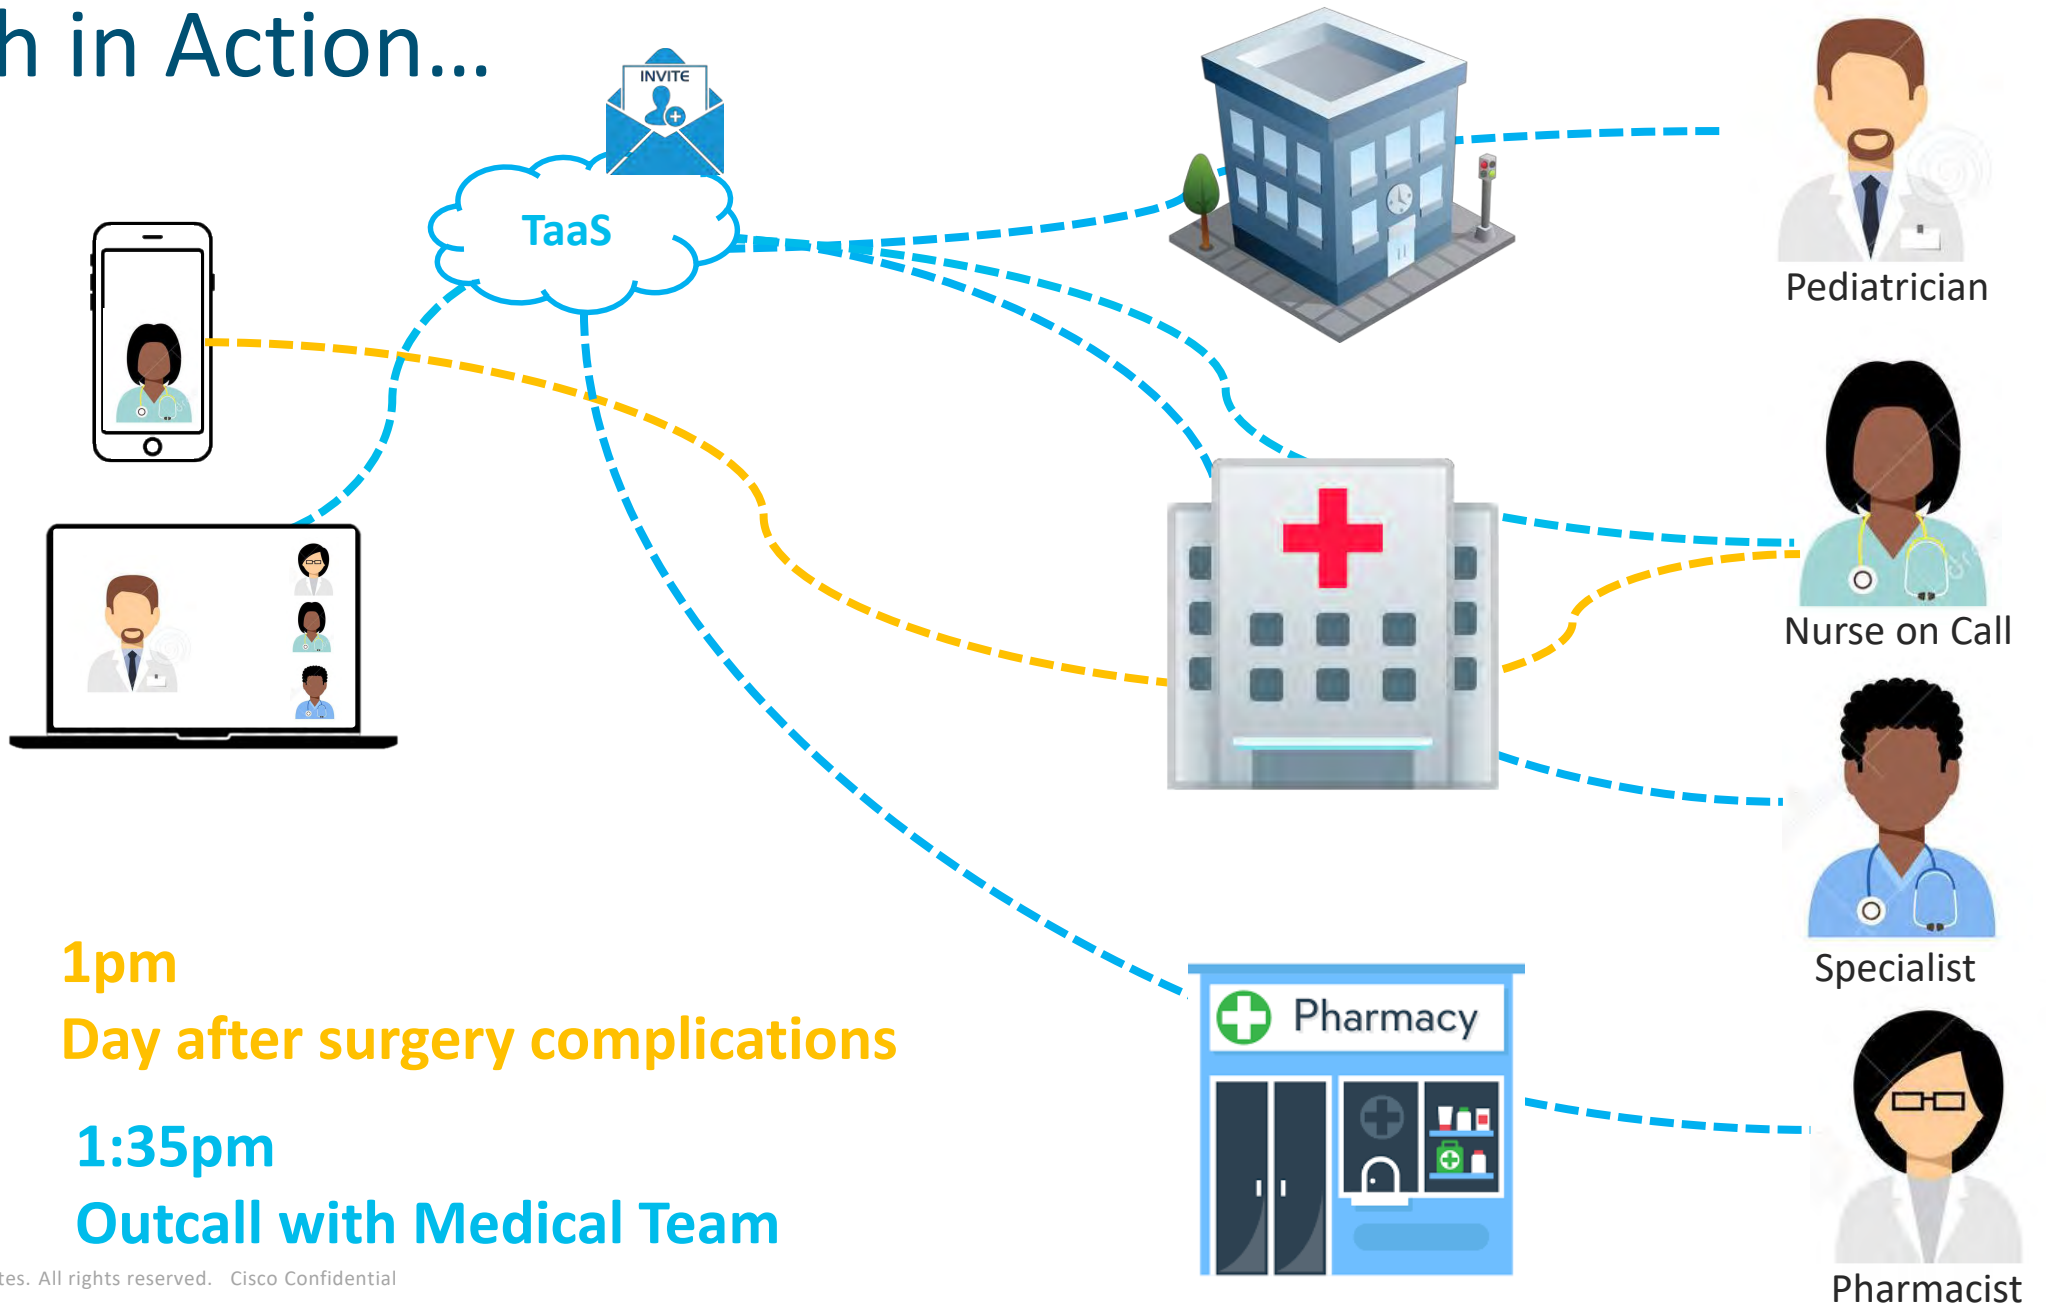 h in Action...
INVITE
TaaS
Pediatrician
Nurse on Call
Specialist
Pharmacy
Pharmacist
1pm
Day after surgery complications
1:35pm
Outcall with Medical Team
tes. All rights reserved. Cisco Confidential